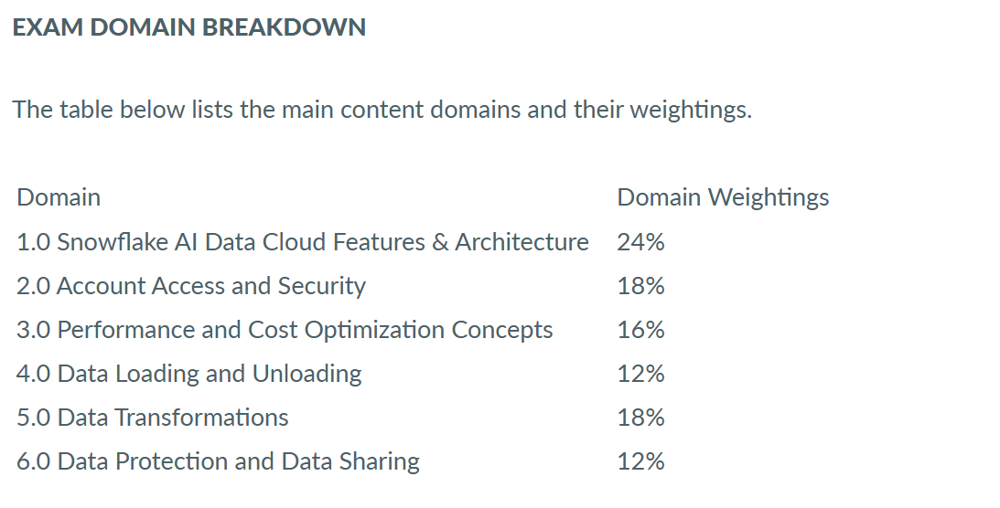 EXAM DOMAIN BREAKDOWN
The table below lists the main content domains and their weightings.
Domain Domain Weightings
1.0 Snowflake AI Data Cloud Features & Architecture 24%
2.0 Account Access and Security 18%
3.0 Performance and Cost Optimization Concepts 16%
4.0 Data Loading and Unloading 12%
5.0 Data Transformations 18%
6.0 Data Protection and Data Sharing 12%